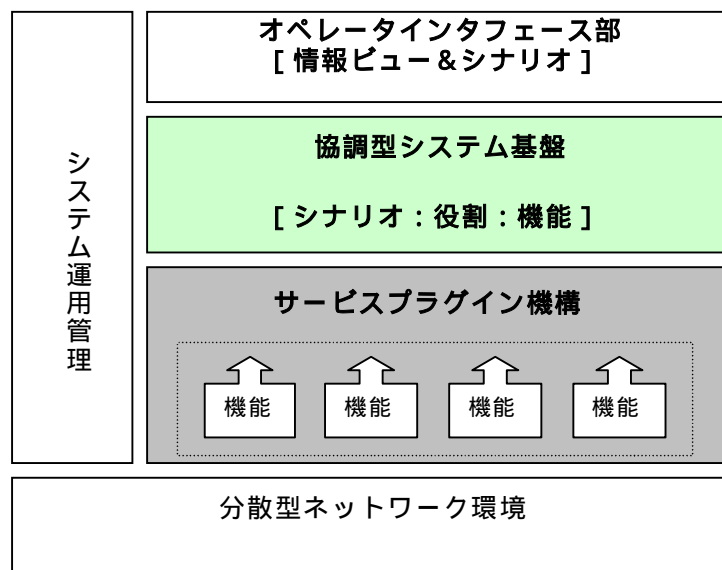 オペレータインタフェース部
[ 情報ビュー＆シナリオ ]
協調型システム基盤
[ シナリオ：役割：機能 ]
システム運用管理
サービスプラグイン機構
機能
機能
機能
機能
分散型ネットワーク環境